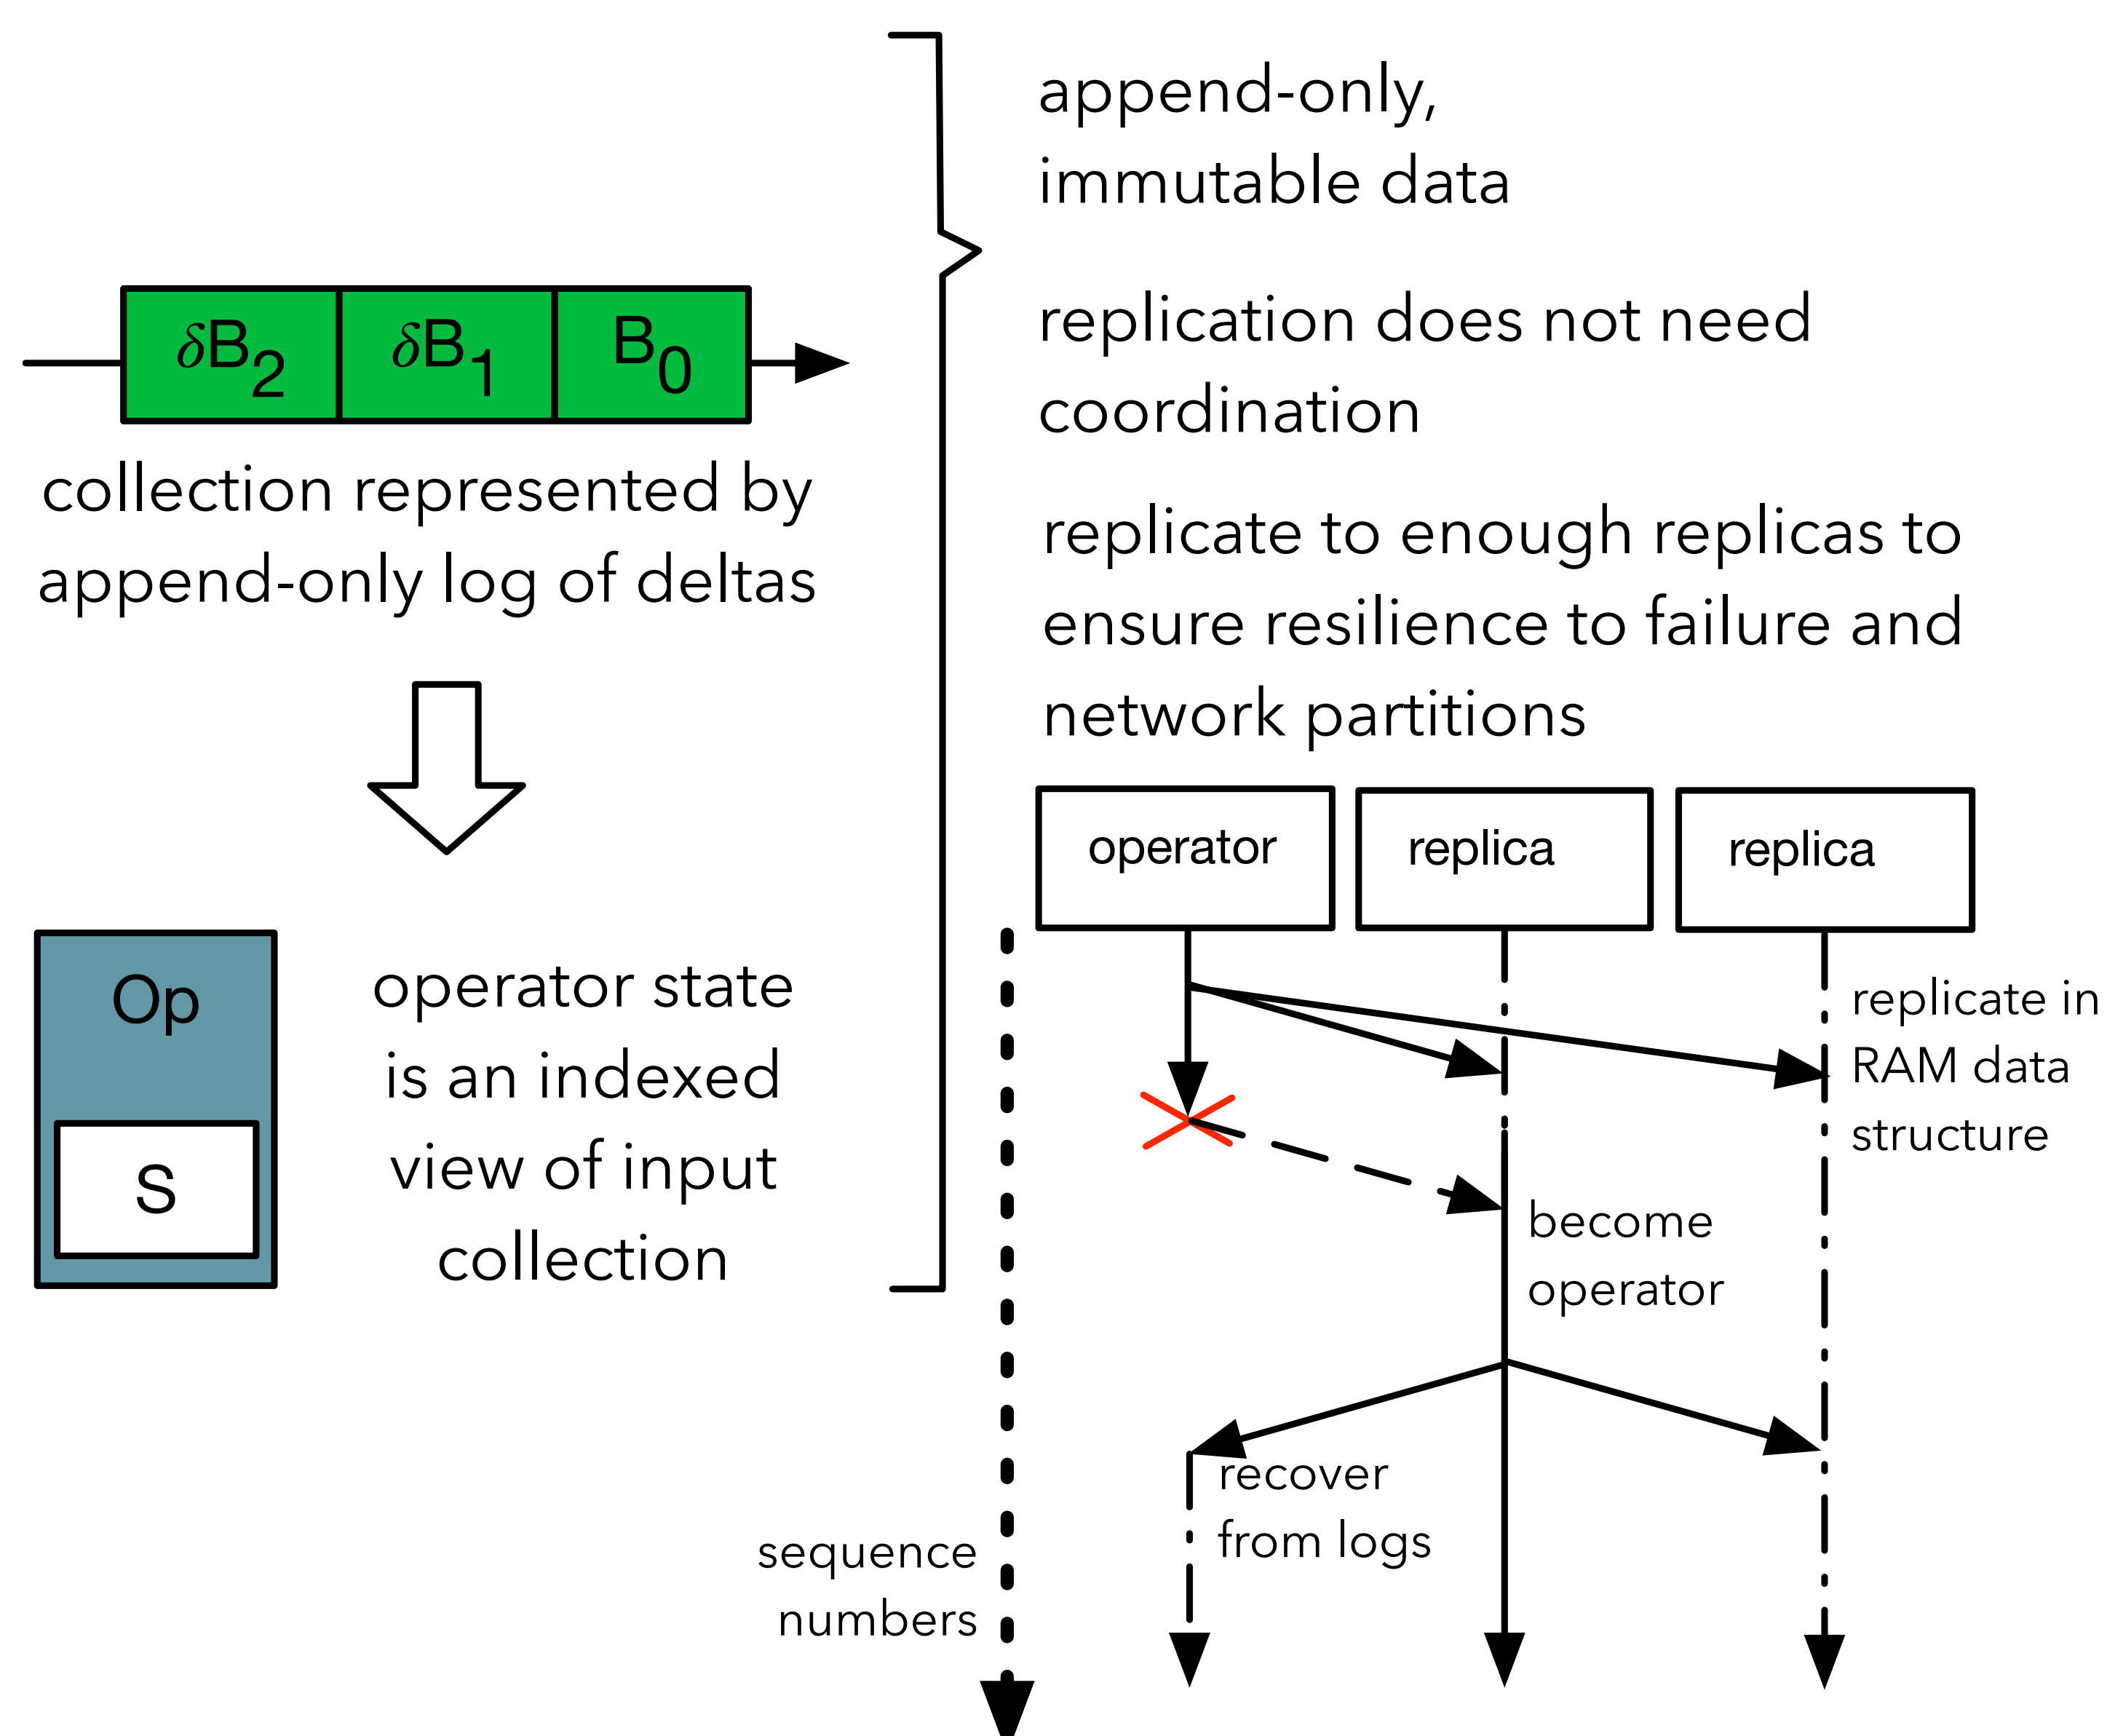 append-only,
immutable data
replication does not need
coordination
replicate to enough replicas to
ensure resilience to failure and
network partitions
δB2 δB1 B0
collection represented by
append-only log of deltas
Op
S
operator state
is an indexed
view of input
collection
operator
replica
replica
replicate in
RAM data
structure
become
operator
recover
from logs
sequence
numbers